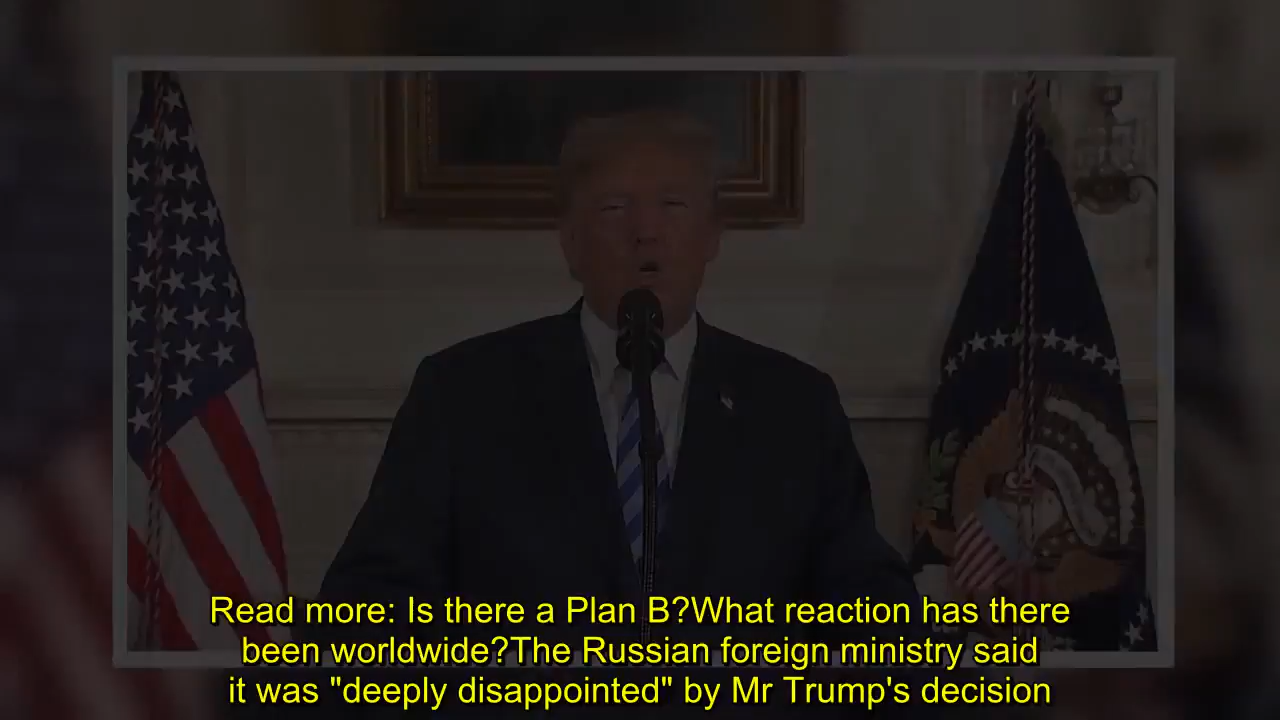 Read more: Is there a Plan B?What reaction has there
been worldwide?The Russian foreign ministry said
it was "deeply disappointed" by Mr Trump's decision